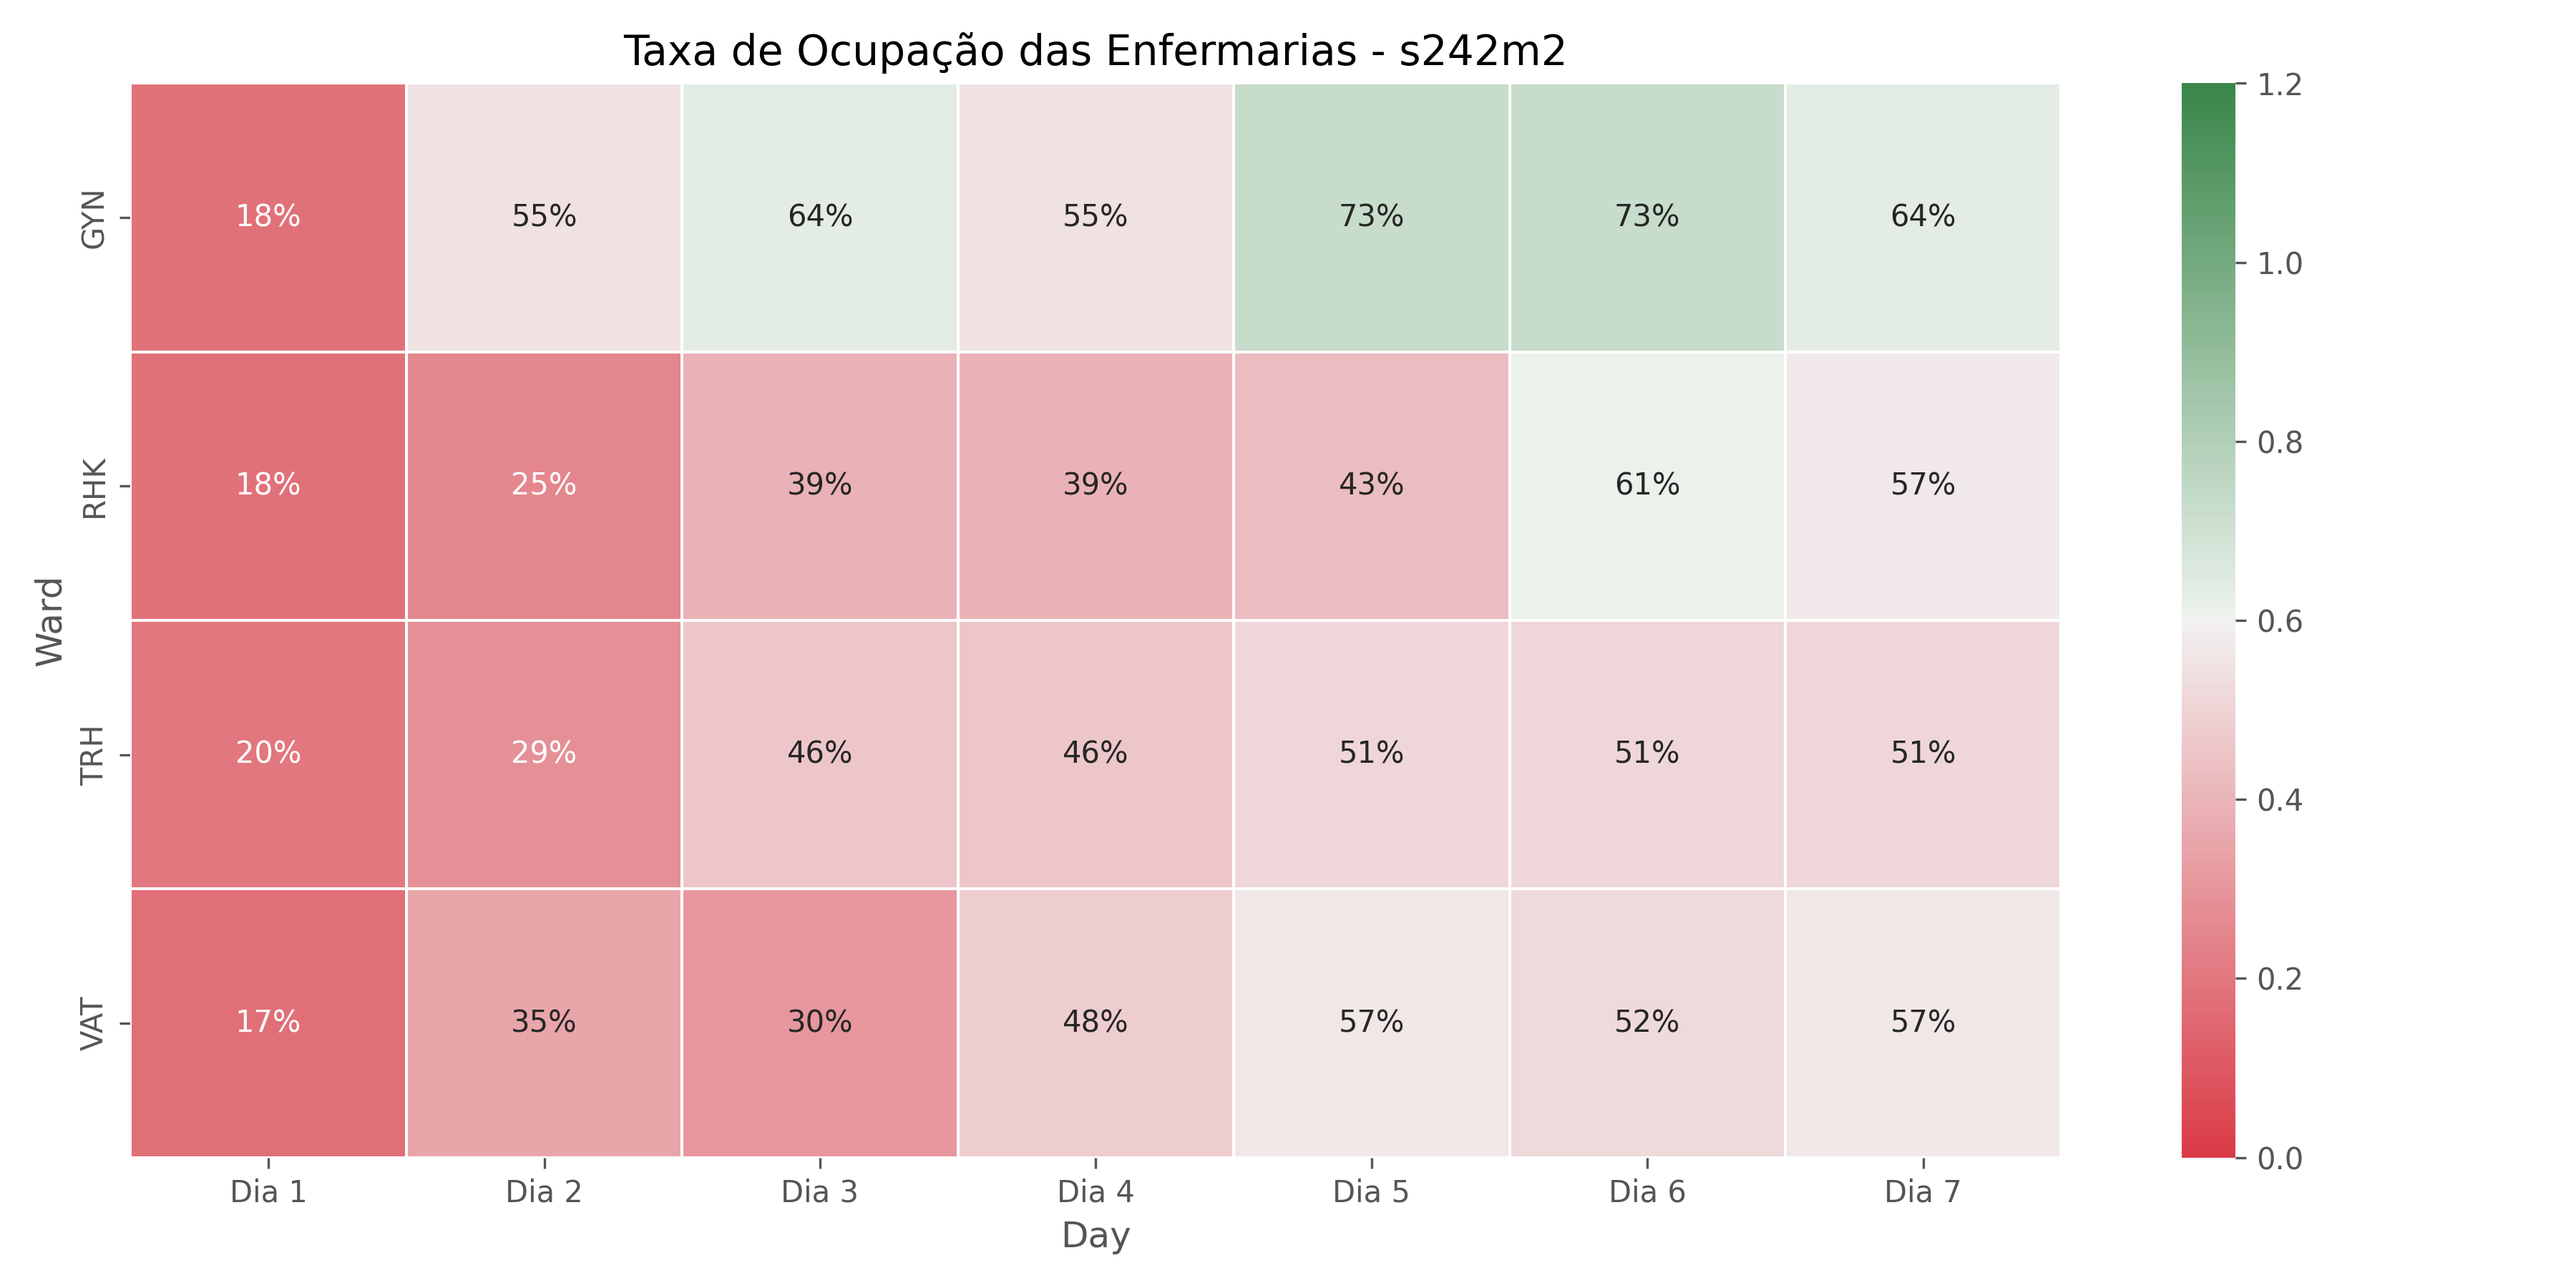 Taxa de Ocupação das Enfermarias - s242m2
GYN 18% 55% 64% 55% 73% 73% 64%
RHK 18% 25% 39% 39% 43% 61% 57%
TRH 20% 29% 46% 46% 51% 51% 51%
VAT 17% 35% 30% 48% 57% 52% 57%
Ward
Dia 1 Dia 2 Dia 3 Dia 4 Dia 5 Dia 6 Dia 7
Day
1.2
1.0
0.8
0.6
0.4
0.2
0.0